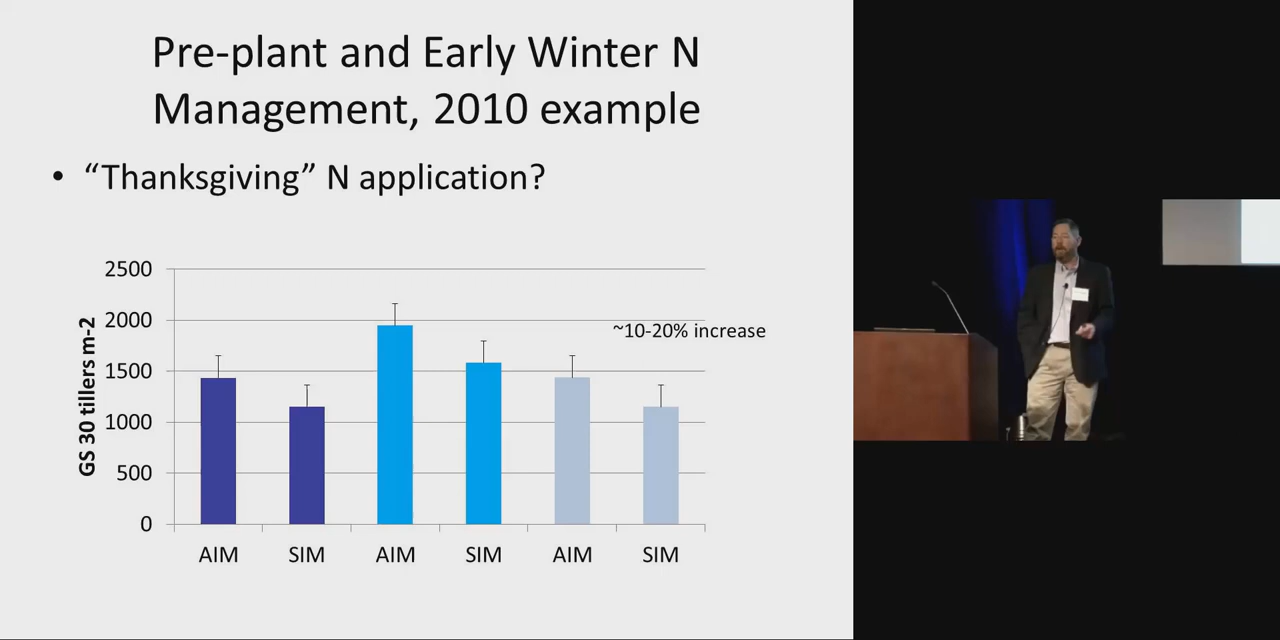 Pre-plant and Early Winter N
Management, 2010 example
• “Thanksgiving” N application?
2500
2000
1500
1000
500
0
GS 30 tillers m-2
~10-20% increase
AIM SIM AIM SIM AIM SIM